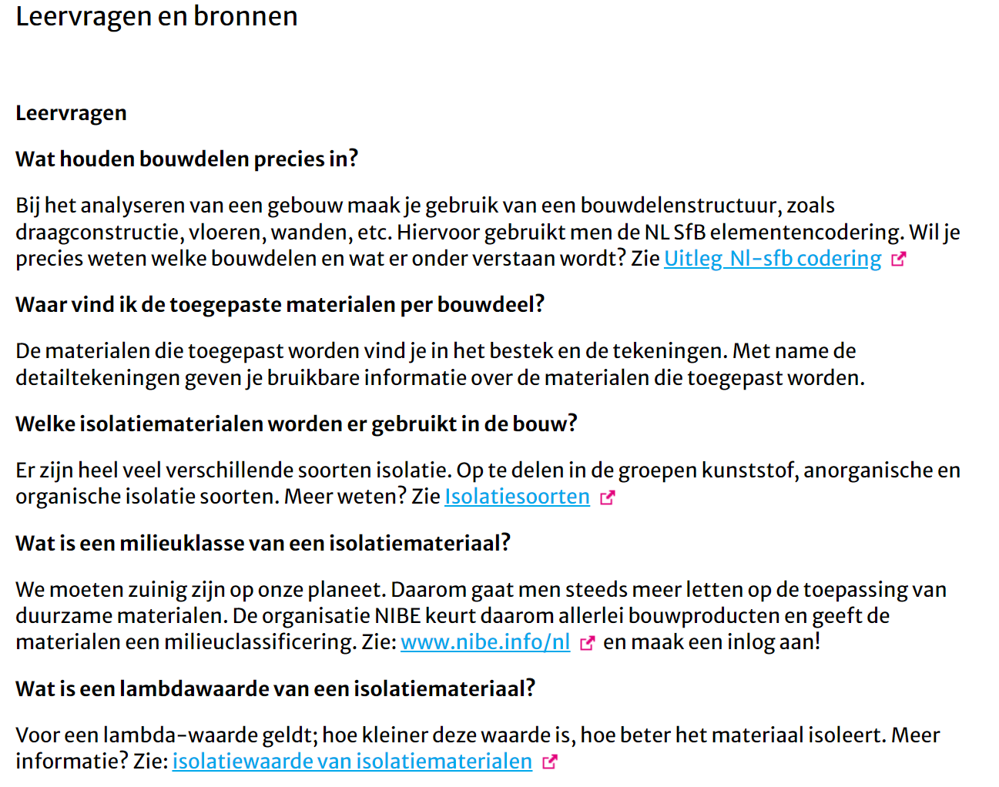 Leervragen en bronnen
Leervragen
Wat houden bouwdelen precies in?
Bij het analyseren van een gebouw maak je gebruik van een bouwdelenstructuur, zoals
draagconstructie, vloeren, wanden, etc. Hiervoor gebruikt men de NL SfB elementencodering. Wil je
precies weten welke bouwdelen en wat er onder verstaan wordt? Zie Uitleg Nl-sfb codering
Waar vind ik de toegepaste materialen per bouwdeel?
De materialen die toegepast worden vind je in het bestek en de tekeningen. Met name de
detailtekeningen geven je bruikbare informatie over de materialen die toegepast worden.
Welke isolatiematerialen worden er gebruikt in de bouw?
Er zijn heel veel verschillende soorten isolatie. Op te delen in de groepen kunststof, anorganische en
organische isolatie soorten. Meer weten? Zie Isolatiesoorten
Wat is een milieuklasse van een isolatiemateriaal?
We moeten zuinig zijn op onze planeet. Daarom gaat men steeds meer letten op de toepassing van
duurzame materialen. De organisatie NIBE keurt daarom allerlei bouwproducten en geeft de
materialen een milieuclassificering. Zie: www.nibe.info/nl en maak een inlog aan!
Wat is een lambdawaarde van een isolatiemateriaal?
Voor een lambda-waarde geldt; hoe kleiner deze waarde is, hoe beter het materiaal isoleert. Meer
informatie? Zie: isolatiewaarde van isolatiematerialen